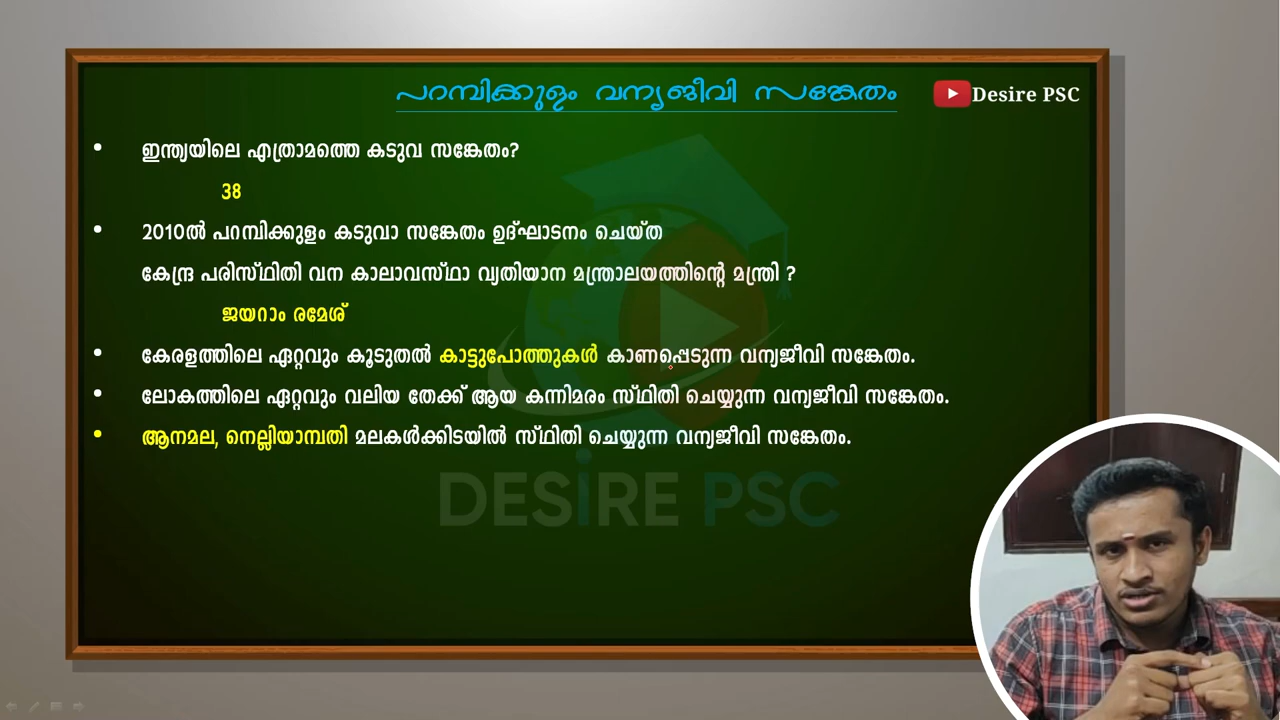 പറമ്പിക്കുളം വന്യജീവി സങ്കേതം
Desire PSC
• ഇന്ത്യയിലെ എത്രാമത്തെ കടുവ സങ്കേതം?
38
• 2010ൽ പറമ്പിക്കുളം കടുവാ സങ്കേതം ഉദ്ഘാടനം ചെയ്ത
കേന്ദ്ര പരിസ്ഥിതി വന കാലാവസ്ഥാ വ്യതിയാന മന്ത്രാലയത്തിന്റെ മന്ത്രി ?
ജയറാം രമേശ്
• കേരളത്തിലെ ഏറ്റവും കൂടുതൽ കാട്ടുപോത്തുകൾ കാണപ്പെടുന്ന വന്യജീവി സങ്കേതം.
• ലോകത്തിലെ ഏറ്റവും വലിയ തേക്ക് ആയ കന്നിമരം സ്ഥിതി ചെയ്യുന്ന വന്യജീവി സങ്കേതം.
• ആനമല, നെല്ലിയാമ്പതി മലകൾക്കിടയിൽ സ്ഥിതി ചെയ്യുന്ന വന്യജീവി സങ്കേതം.
DESiRE PSC